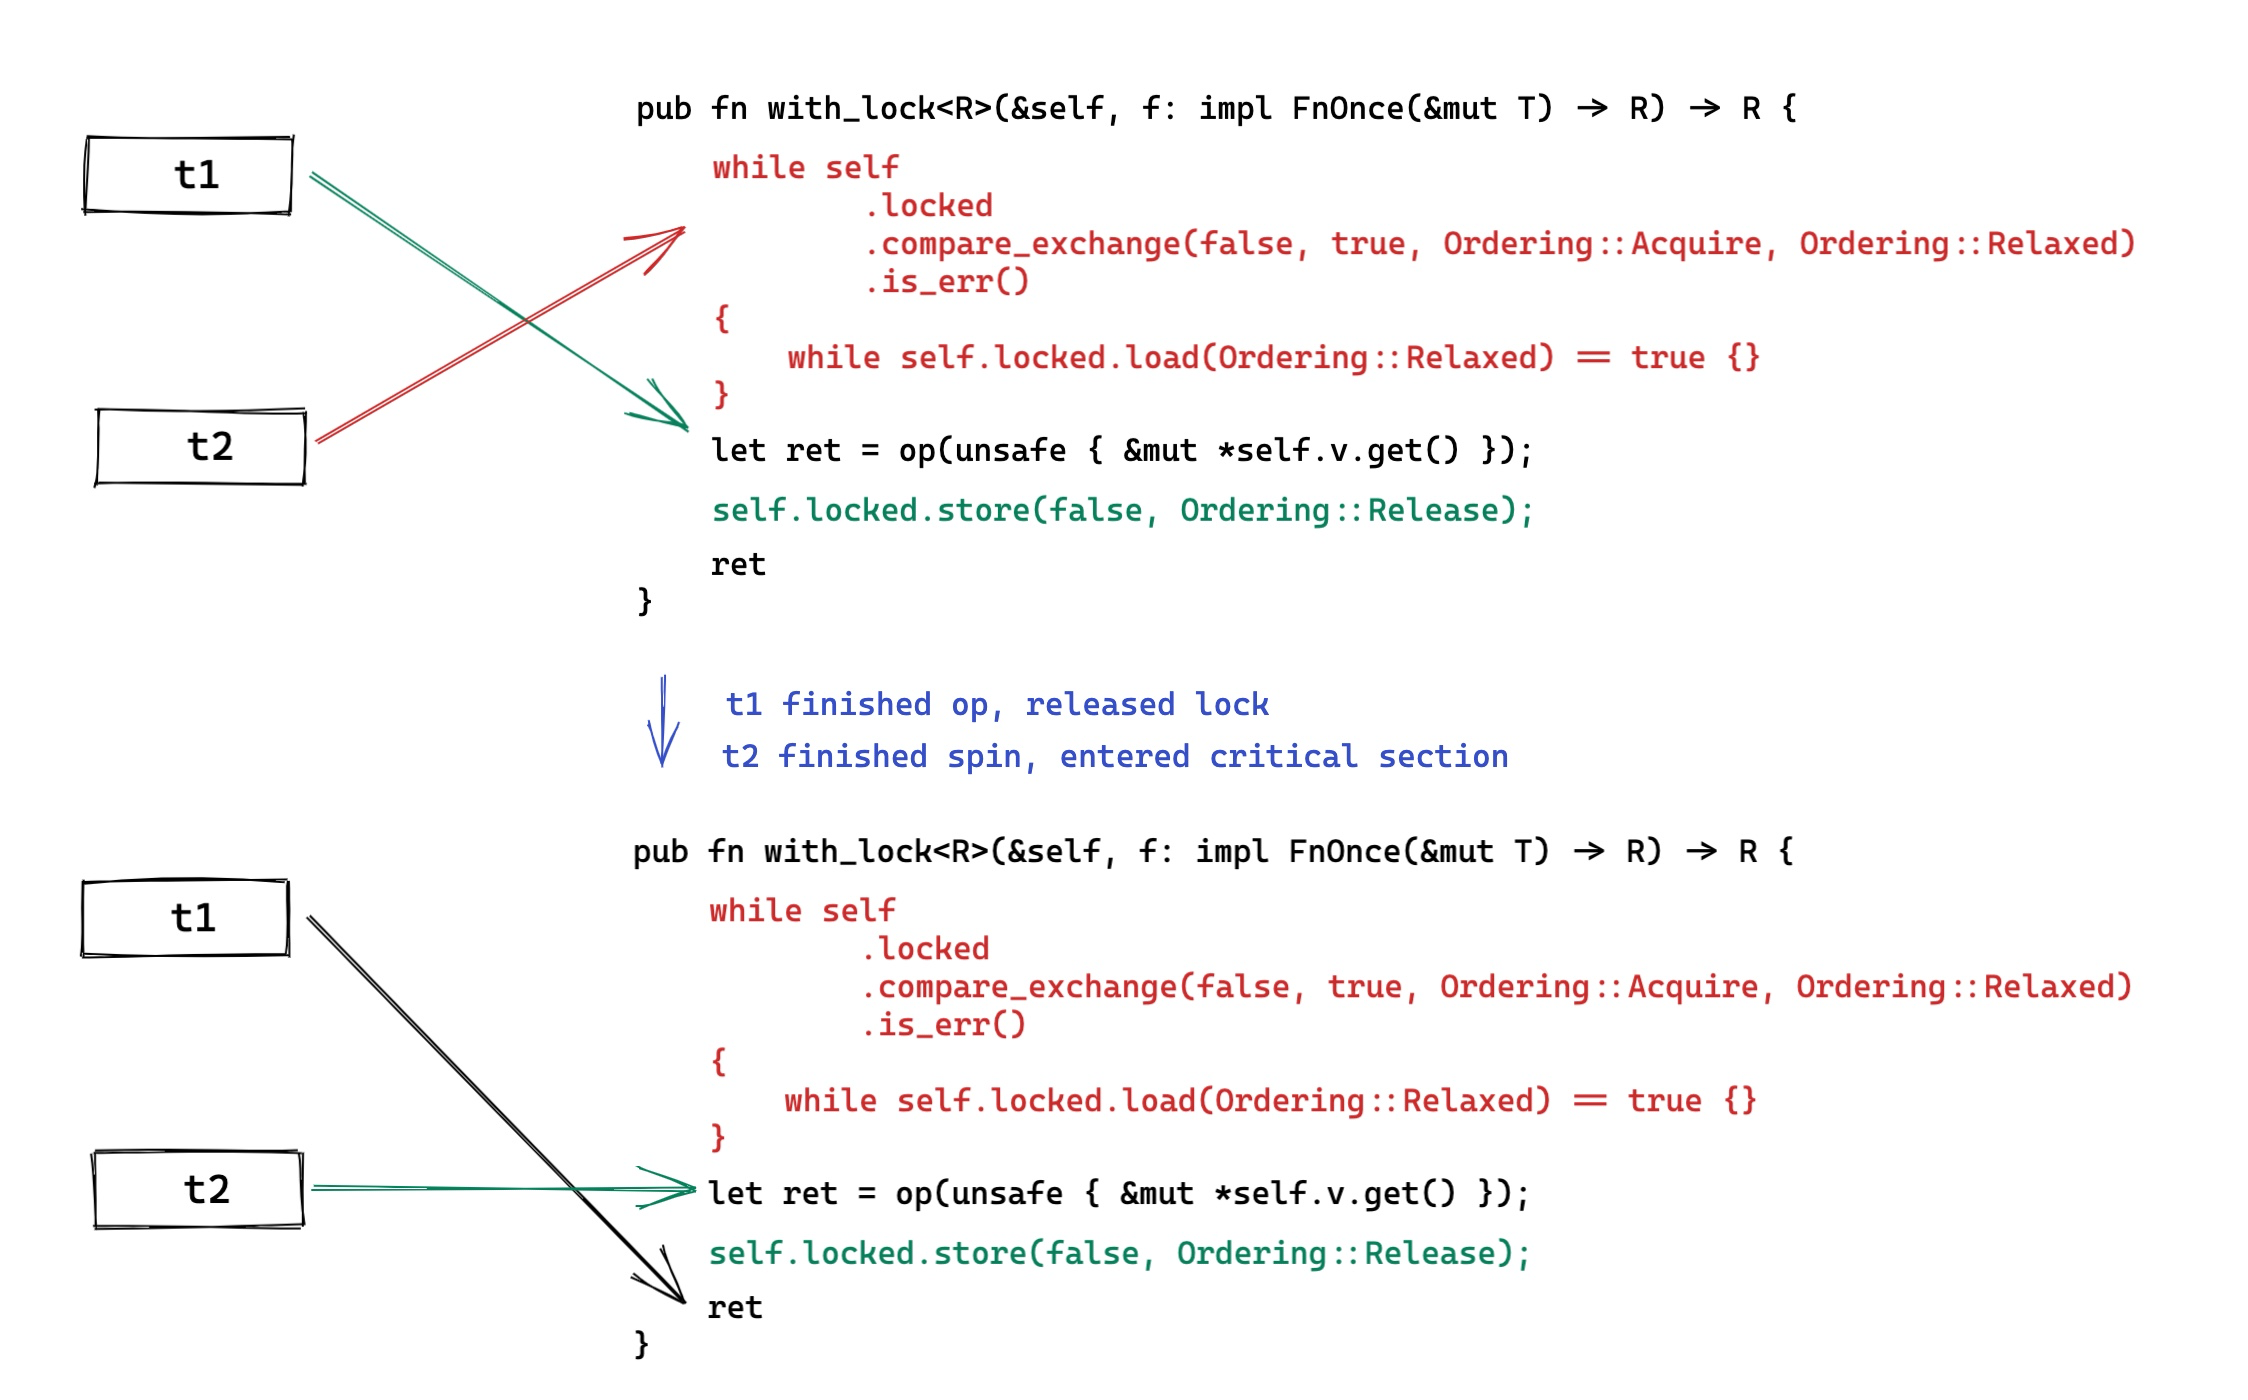 pub fn with_lock<R>(&self, f: impl FnOnce(&mut T) -> R) -> R {
t1
while self
.locked
.compare_exchange(false, true, Ordering::Acquire, Ordering::Relaxed)
.is_err()
{
while self.locked.load(Ordering::Relaxed) == true {}
}
t2
let ret = op(unsafe { &mut *self.v.get() });
self.locked.store(false, Ordering::Release);
ret
}
t1 finished op, released lock
t2 finished spin, entered critical section
pub fn with_lock<R>(&self, f: impl FnOnce(&mut T) -> R) -> R {
t1
while self
.locked
.compare_exchange(false, true, Ordering::Acquire, Ordering::Relaxed)
.is_err()
{
while self.locked.load(Ordering::Relaxed) == true {}
}
t2
let ret = op(unsafe { &mut *self.v.get() });
self.locked.store(false, Ordering::Release);
ret
}